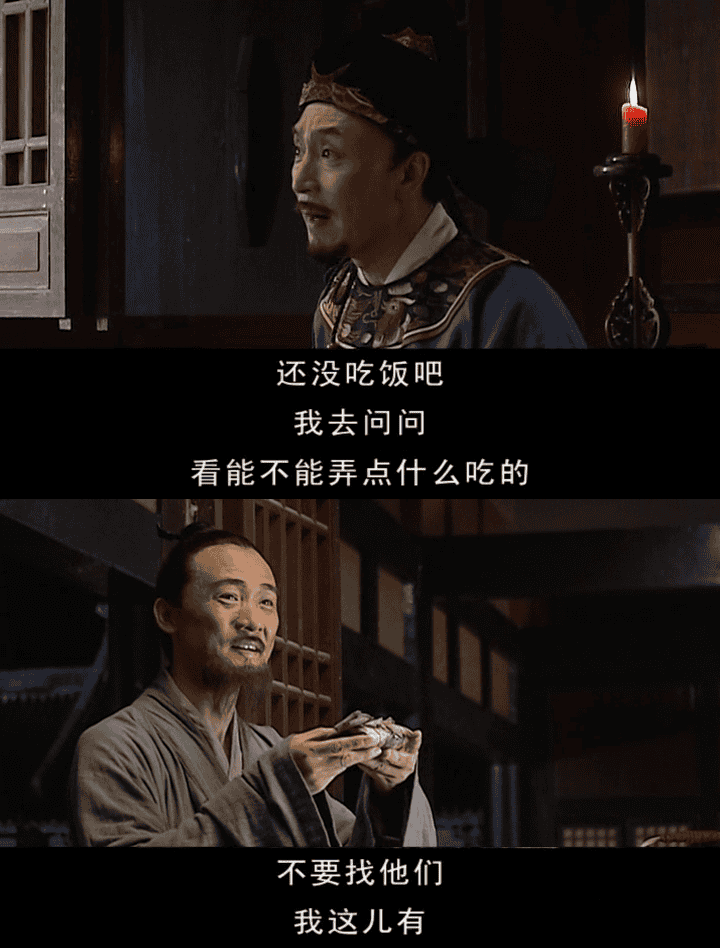 还没吃饭吧
我去问问
看能不能弄点什么吃的
不要找他们
我这儿有